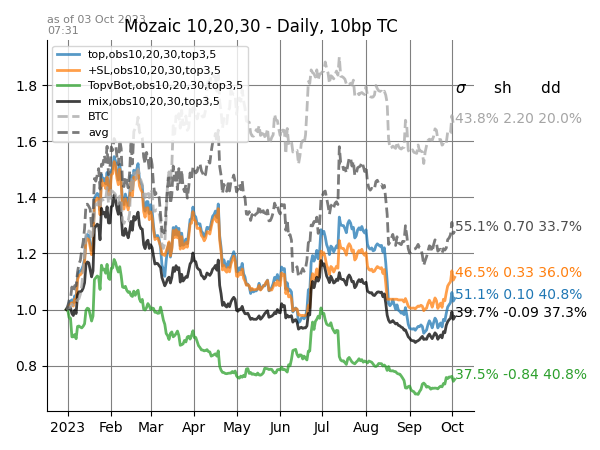 as of 03 Oct 2023
07:31
Mozaic 10,20,30 - Daily, 10bp TC
top,obs10,20,30,top3,5
+SL,obs10,20,30,top3,5
TopvBot,obs10,20,30,top3,5
mix,obs10,20,30,top3,5
BTC
avg
σ sh dd
43.8% 2.20 20.0%
55.1% 0.70 33.7%
46.5% 0.33 36.0%
51.1% 0.10 40.8%
39.7% -0.09 37.3%
37.5% -0.84 40.8%
1.8
1.6
1.4
1.2
1.0
0.8
2023 Feb Mar Apr May Jun Jul Aug Sep Oct